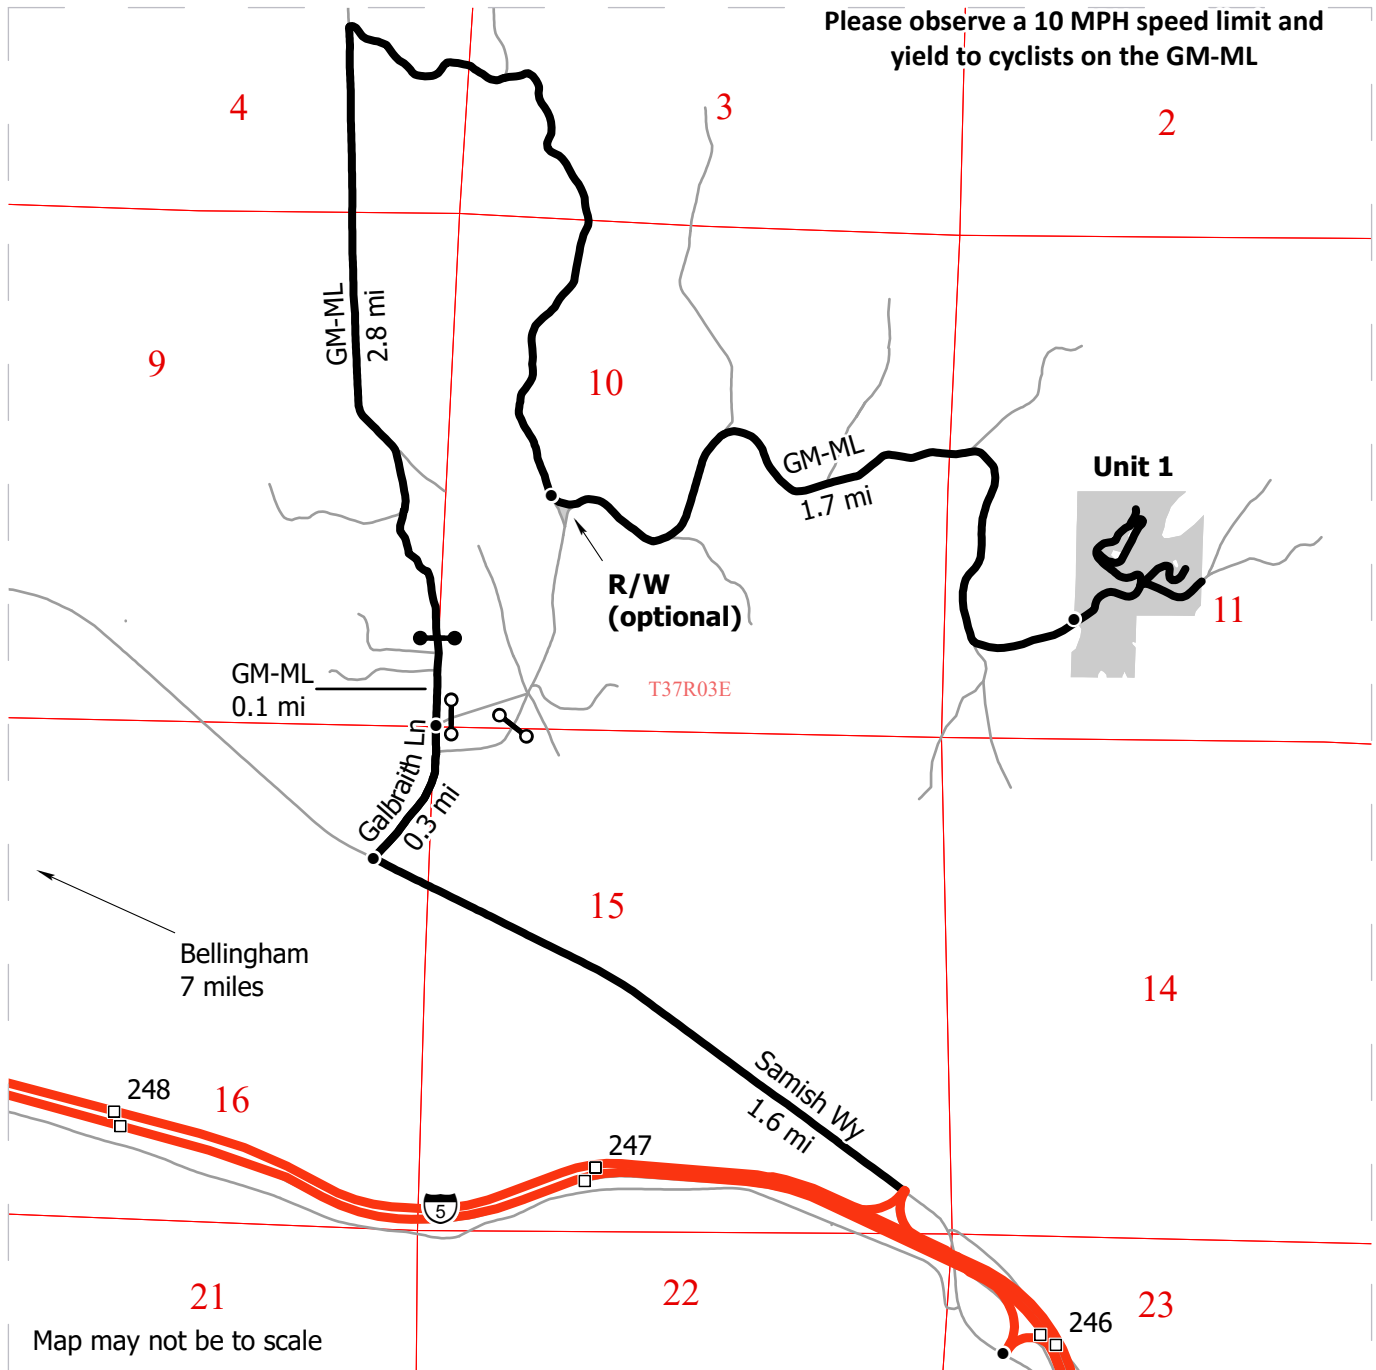 Please observe a 10 MPH speed limit and
yield to cyclists on the GM-ML
4
3
2
GM-ML
2.8 mi
9
10
GM-ML
1.7 mi
Unit 1
R/W
(optional)
11
GM-ML
0.1 mi
T37R03E
Galbraith Ln
0.3 mi
15
Bellingham
7 miles
14
Samish Wy
1.6 mi
248
16
247
5
21
22
23
246
Map may not be to scale